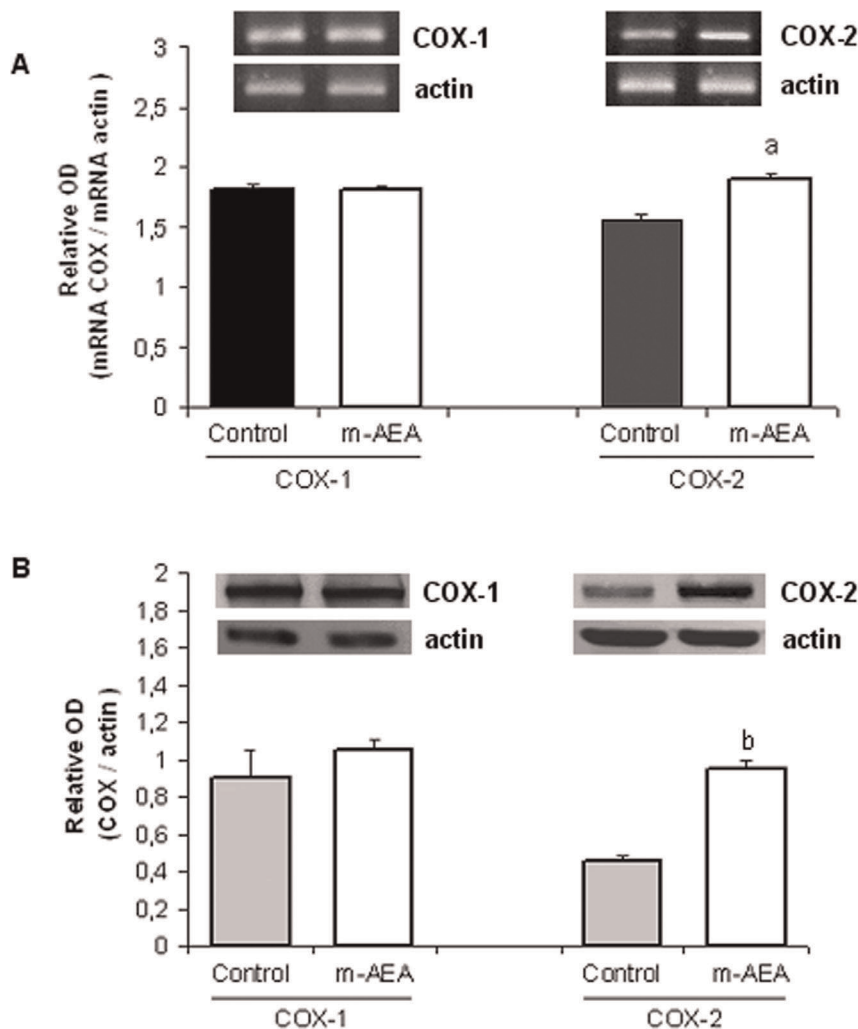 A
COX-1
COX-2
actin
actin
Relative OD
(mRNA COX / mRNA actin )
3
2,5
2
1,5
1
0,5
0
a
Control
m-AEA
Control
m-AEA
COX-1
COX-2
B
COX-1
COX-2
actin
actin
Relative OD
(COX / actin )
2
1,8
1,6
1,4
1,2
1
0,8
0,6
0,4
0,2
0
b
Control
m-AEA
Control
m-AEA
COX-1
COX-2